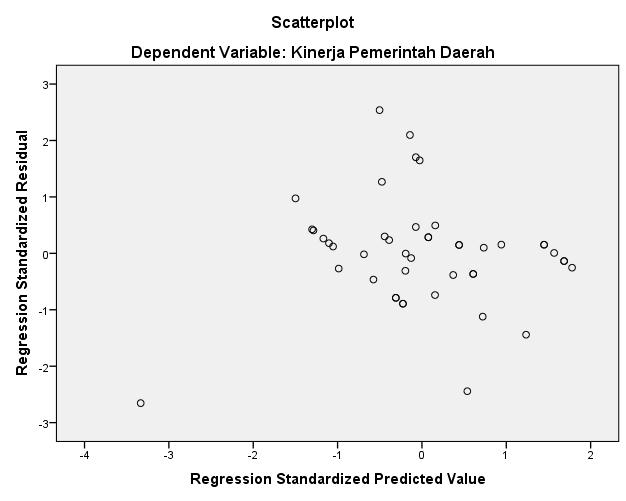 Scatterplot
Dependent Variable: Kinerja Pemerintah Daerah
Regression Standardized Residual
3
2
1
0
-1
-2
-3
-4 -3 -2 -1 0 1 2
Regression Standardized Predicted Value